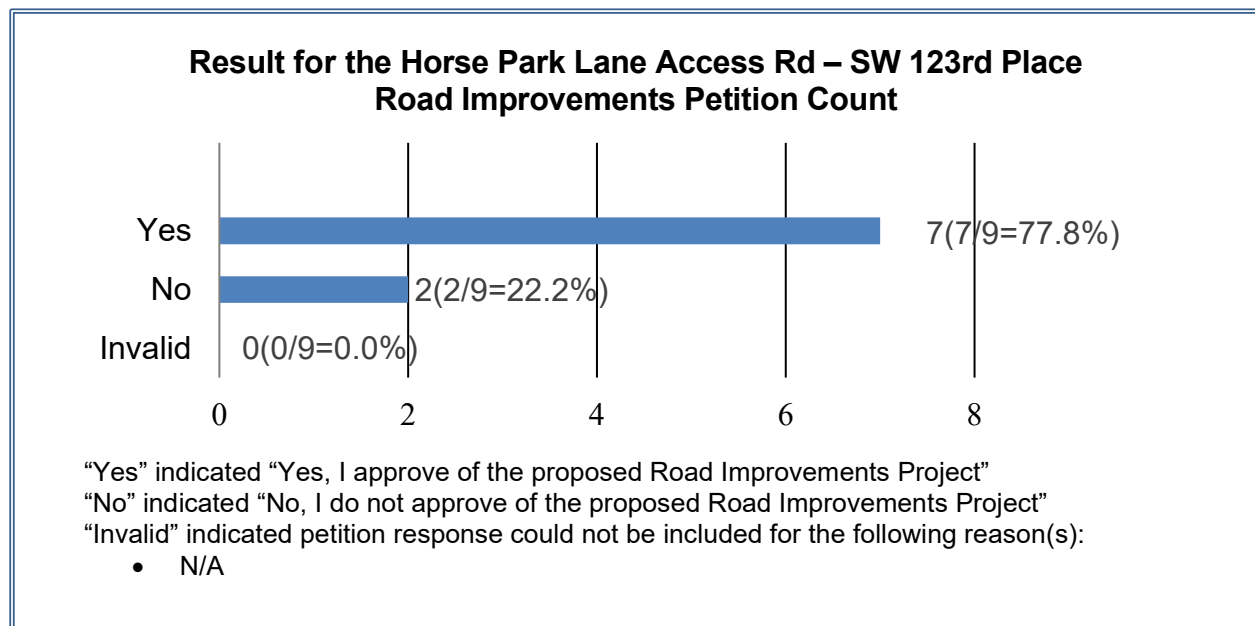 Result for the Horse Park Lane Access Rd – SW 123rd Place
Road Improvements Petition Count
Yes
7(7/9=77.8%)
No
2(2/9=22.2%)
Invalid
0(0/9=0.0%)
0
2
4
6
8
“Yes” indicated “Yes, I approve of the proposed Road Improvements Project”
“No” indicated “No, I do not approve of the proposed Road Improvements Project”
“Invalid” indicated petition response could not be included for the following reason(s):
• N/A